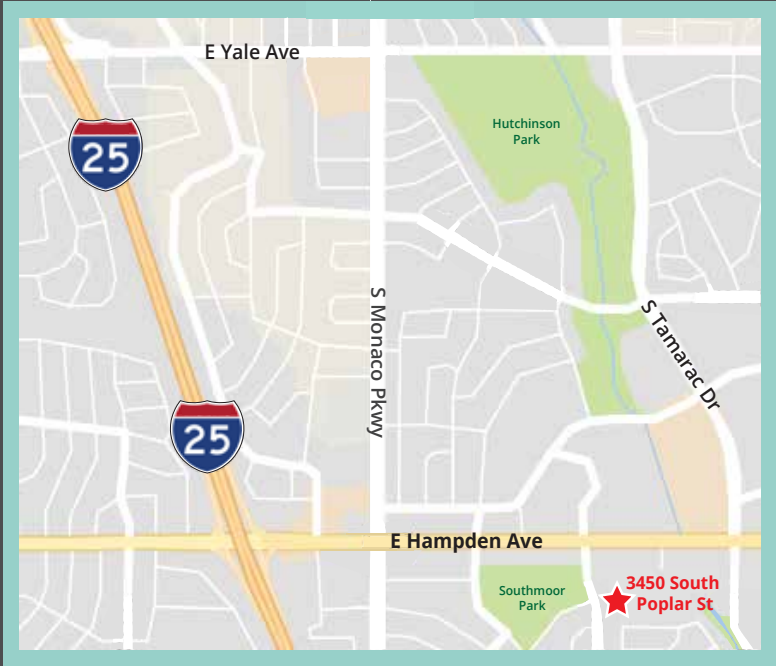 E Yale Ave
Hutchinson
Park
25
S Monaco Pkwy
S Tamarac Dr
25
E Hampden Ave
3450 South
Poplar St
Southmoor
Park